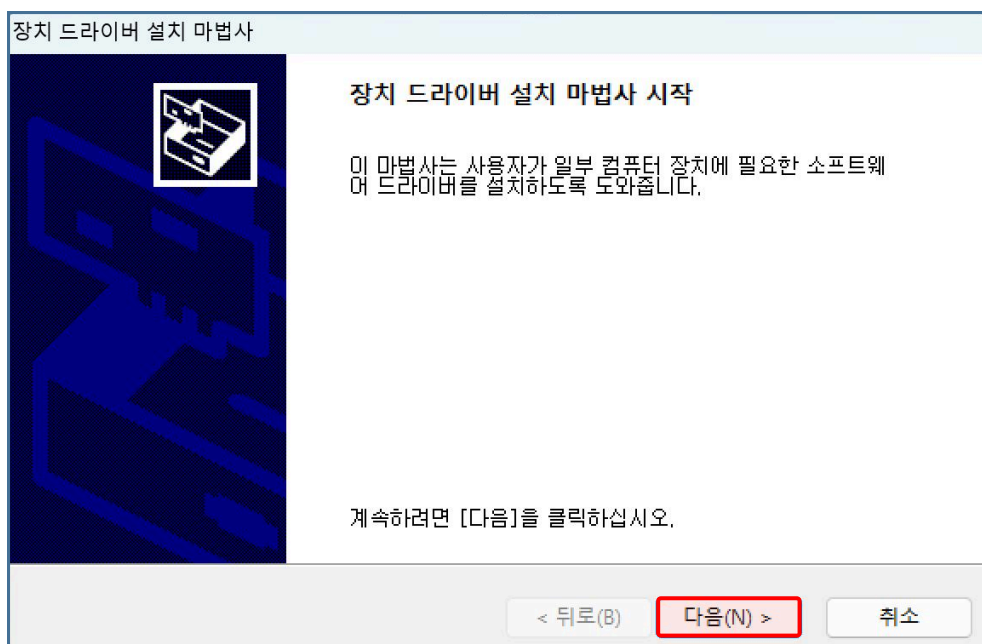 장치 드라이버 설치 마법사
장치 드라이버 설치 마법사 시작
이 마법사는 사용자가 일부 컴퓨터 장치에 필요한 소프트웨
어 드라이버를 설치하도록 도와줍니다.
계속하려면 [다음]을 클릭하십시오.
< 뒤로(B) 다음(N) > 취소